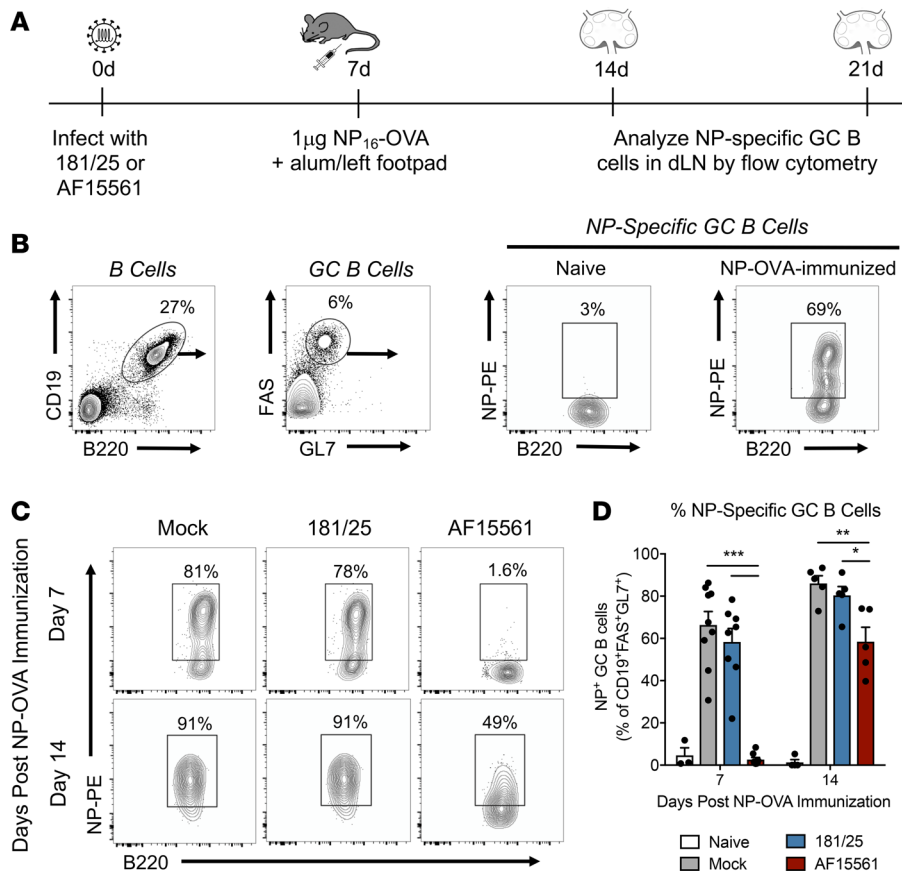 A
0d
7d
14d
21d
Infect with
181/25 or
AF15561
1µg NP16-OVA
+ alum/left footpad
Analyze NP-specific GC B
cells in dLN by flow cytometry
B
NP-Specific GC B Cells
B Cells
GC B Cells
Naive
NP-OVA-immunized
27%
6%
3%
69%
CD19
FAS
NP-PE
NP-PE
B220
GL7
B220
B220
C
Mock
181/25
AF15561
Days Post NP-OVA Immunization
Day 7
81%
78%
1.6%
Day 14
91%
91%
49%
NP-PE
B220
D
% NP-Specific GC B Cells
NP+ GC B cells
(% of CD19+FAS+GL7+)
100
80
60
40
20
0
***
**
*
7
14
Days Post NP-OVA Immunization
Naive
181/25
Mock
AF15561